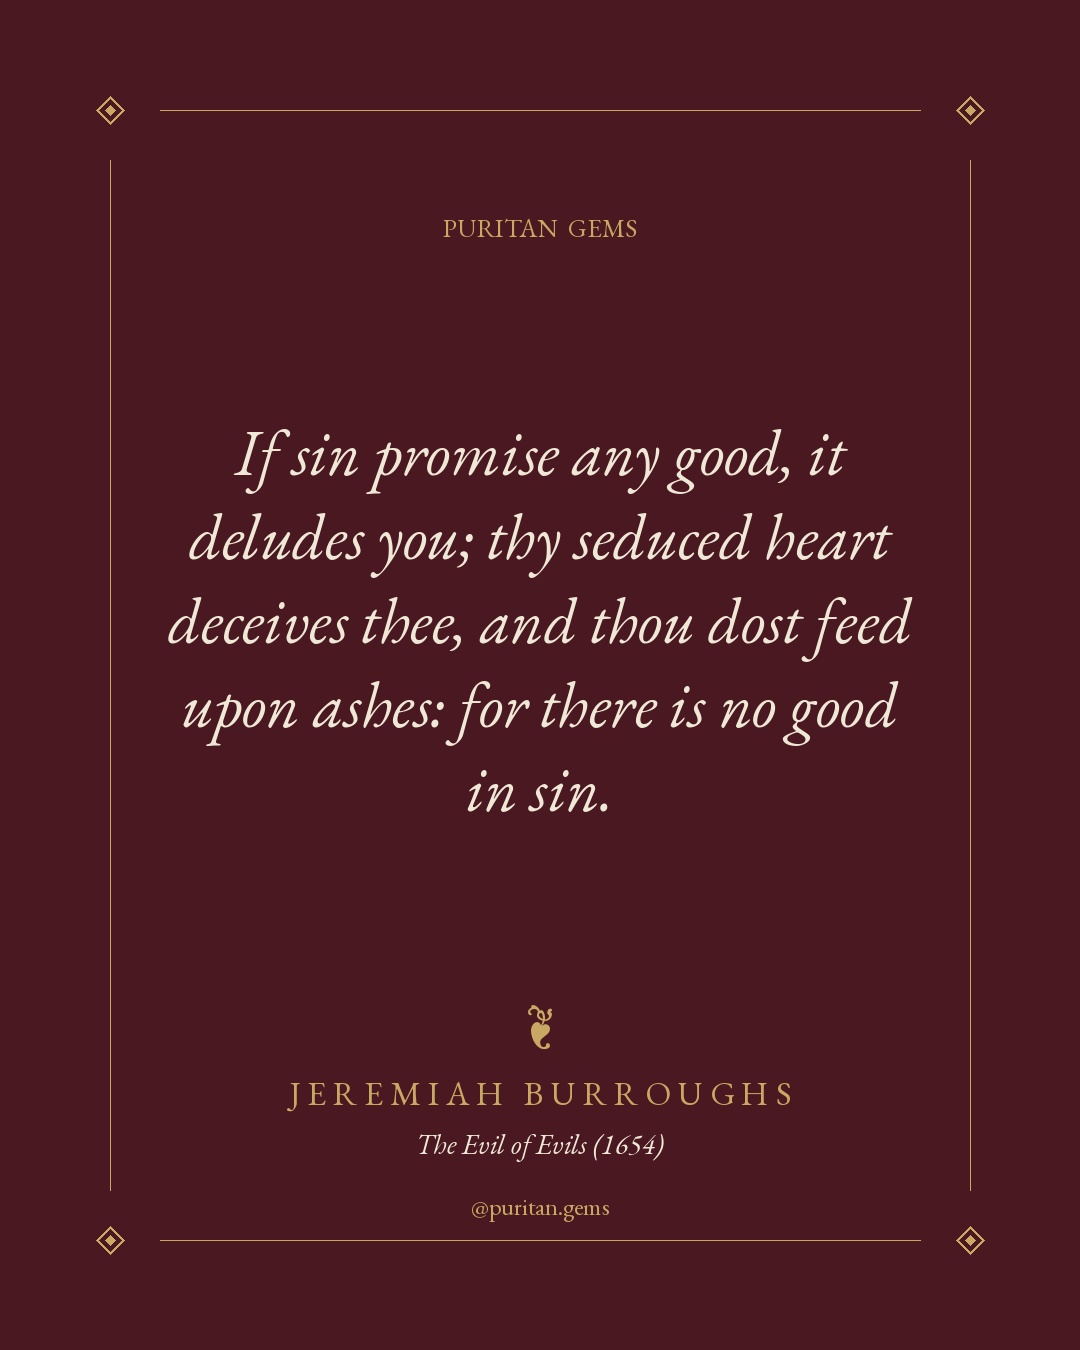 PURITAN GEMS
If sin promise any good, it
deludes you; thy seduced heart
deceives thee, and thou dost feed
upon ashes: for there is no good
in sin.
JEREMIAH BURROUGHS
The Evil of Evils (1654)
@puritan.gems